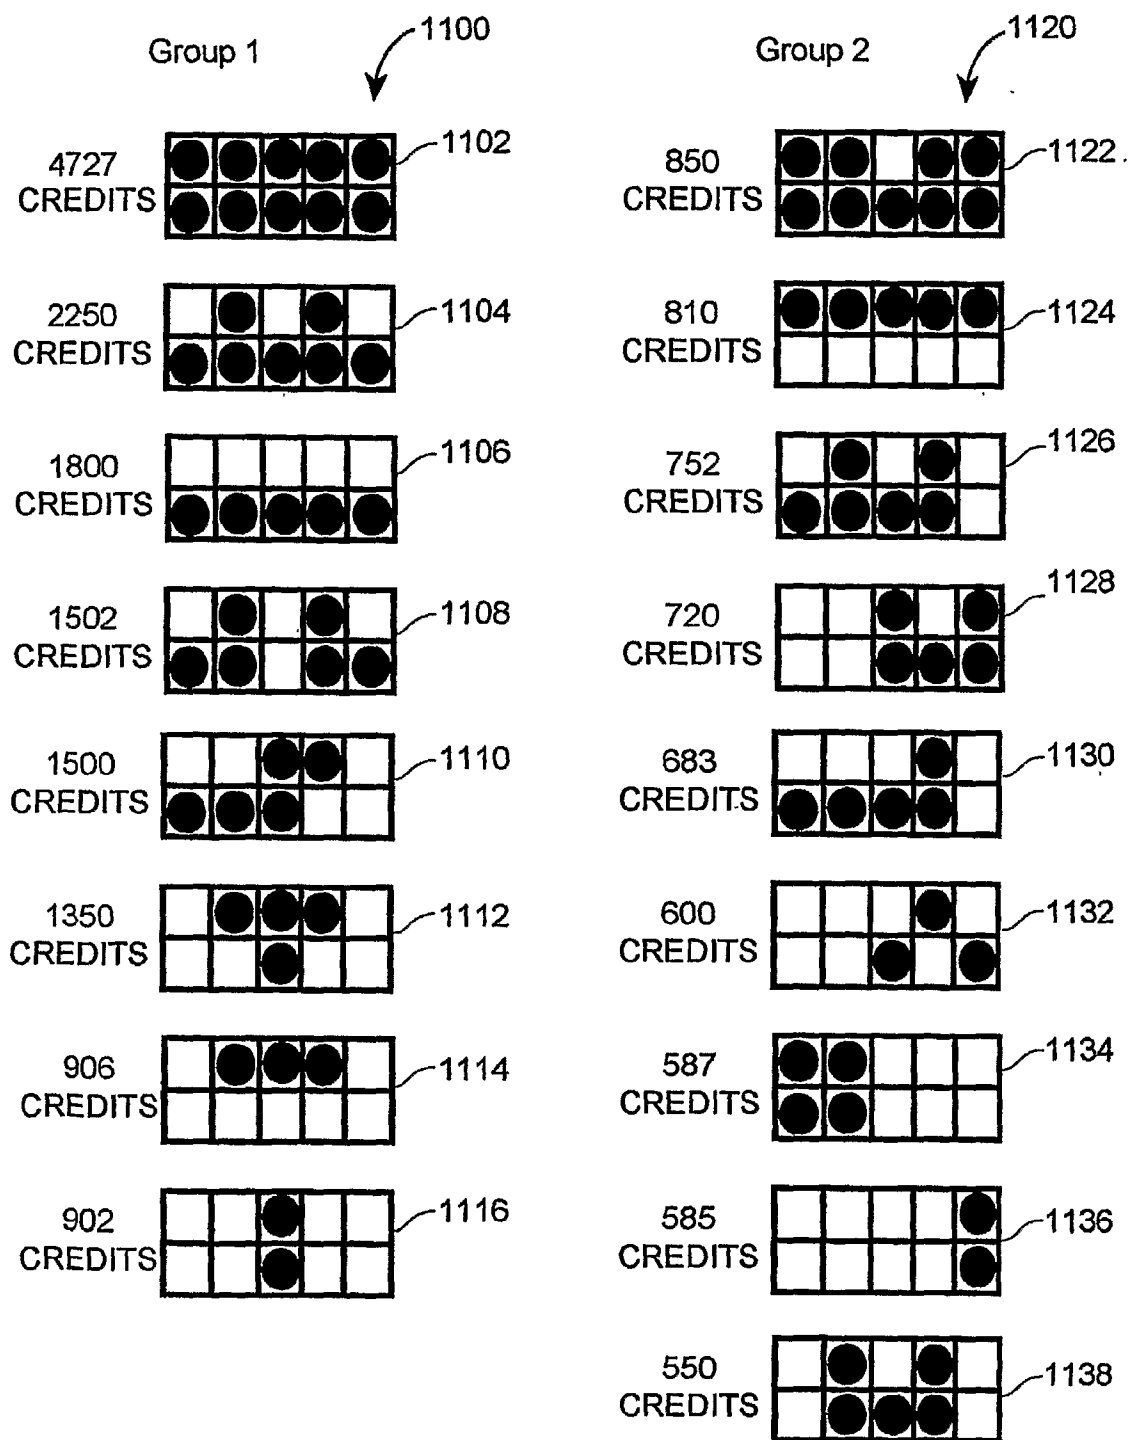 Group 1
1100
4727
CREDITS
1102
2250
CREDITS
1104
1800
CREDITS
1106
1502
CREDITS
1108
1500
CREDITS
1110
1350
CREDITS
1112
906
CREDITS
1114
902
CREDITS
1116
Group 2
1120
850
CREDITS
1122
810
CREDITS
1124
752
CREDITS
1126
720
CREDITS
1128
683
CREDITS
1130
600
CREDITS
1132
587
CREDITS
1134
585
CREDITS
1136
550
CREDITS
1138